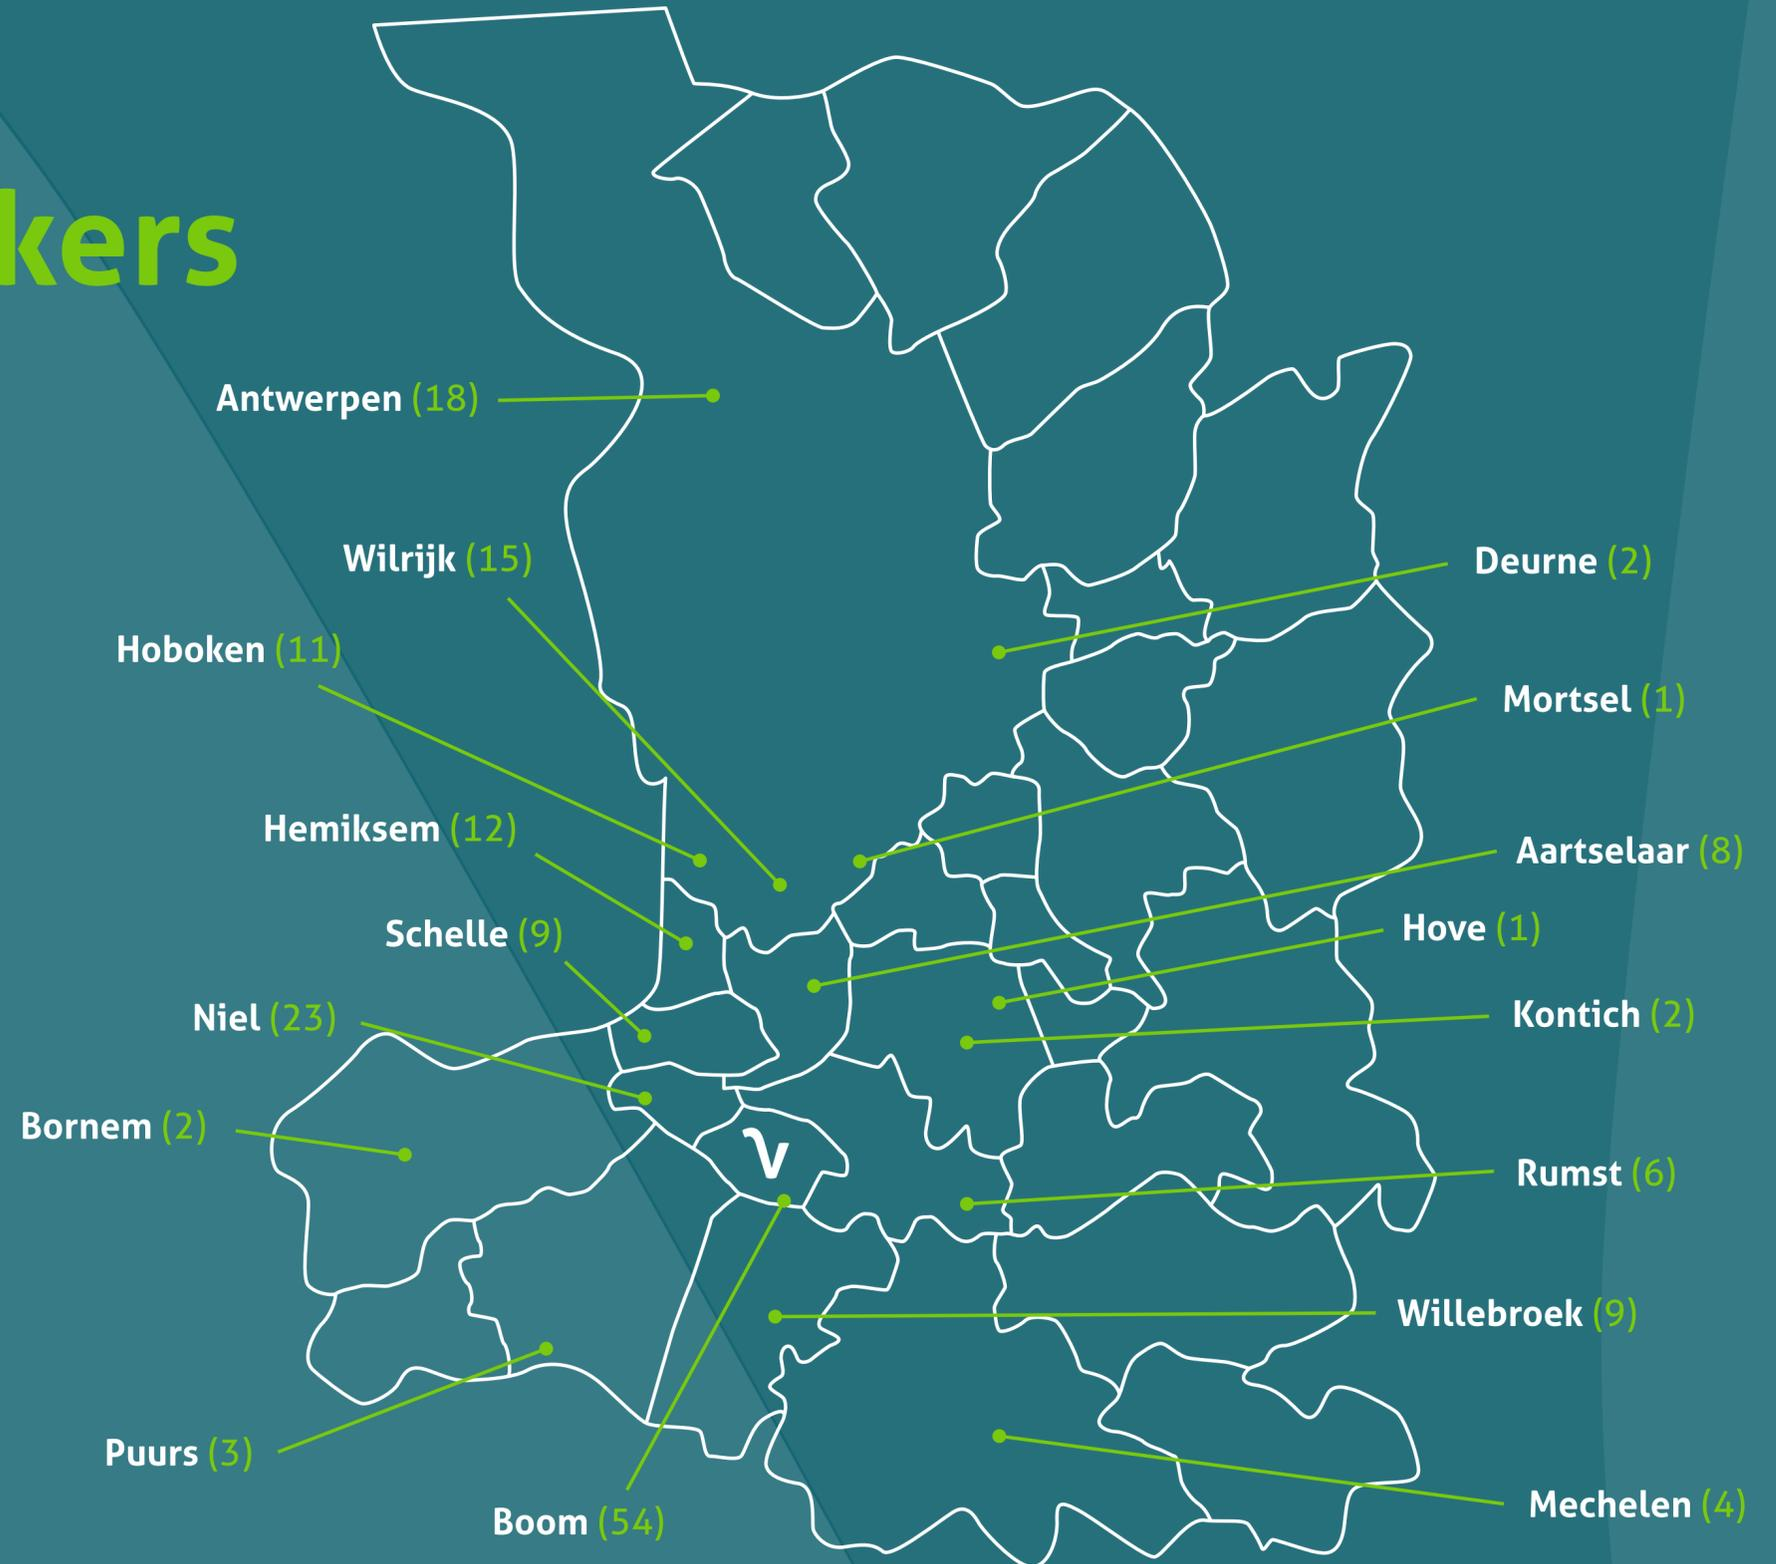 kers
Antwerpen (18)
Wilrijk (15)
Deurne (2)
Hoboken (11)
Mortsel (1)
Hemiksem (12)
Aartselaar (8)
Schelle (9)
Hove (1)
Niel (23)
Kontich (2)
Bornem (2)
Rumst (6)
Willebroek (9)
Puurs (3)
Mechelen (4)
Boom (54)